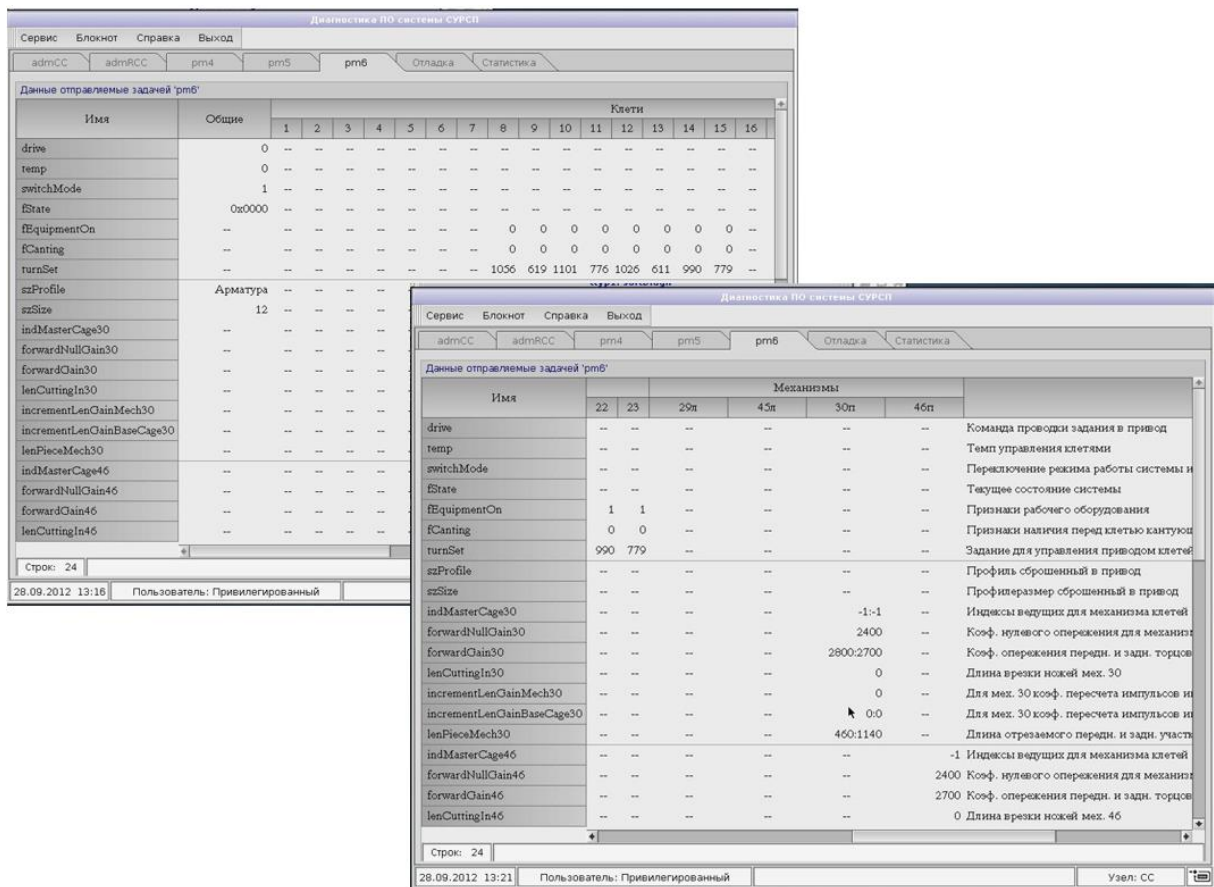 Диагностика ПО системы СУРСП
Сервис Блокнот Справка Выход
admCC admRCC prn4 prn5 prn6 Отладка Статистика
Данные отправляемые задачей 'prn6'
Имя Общие Клети
1 2 3 4 5 6 7 8 9 10 11 12 13 14 15 16
drive 0 -- -- -- -- -- -- -- -- -- -- -- -- -- -- -- --
temp 0 -- -- -- -- -- -- -- -- -- -- -- -- -- -- -- --
switchMode 1 -- -- -- -- -- -- -- -- -- -- -- -- -- -- -- --
fState 0x0000 -- -- -- -- -- -- -- -- -- -- -- -- -- -- -- --
fEquipmentOn -- -- -- -- -- -- -- -- 0 0 0 0 0 0 0 0 --
fCanting -- -- -- -- -- -- -- -- 0 0 0 0 0 0 0 0 --
turnSet -- -- -- -- -- -- -- -- 1056 619 1101 776 1026 611 990 779 --
szProfile Арматура -- -- -- --
szSize 12 -- -- -- --
indMasterCage30 -- -- -- -- --
forwardNullGain30 -- -- -- -- --
forwardGain30 -- -- -- -- --
lenCuttingIn30 -- -- -- -- --
incrementLenGainMech30 -- -- -- -- --
incrementLenGainBaseCage30 -- -- -- -- --
lenPieceMech30 -- -- -- -- --
indMasterCage46 -- -- -- -- --
forwardNullGain46 -- -- -- -- --
forwardGain46 -- -- -- -- --
lenCuttingIn46 -- -- -- -- --
Строк: 24
28.09.2012 13:16 Пользователь: Привилегированный
Диагностика ПО системы СУРСП
Сервис Блокнот Справка Выход
admCC admRCC prn4 prn5 prn6 Отладка Статистика
Данные отправляемые задачей 'prn6'
Имя Механизмы
22 23 29л 45л 30п 46п
drive -- -- -- -- -- -- Команда проводки задания в привод
temp -- -- -- -- -- -- Темп управления клетями
switchMode -- -- -- -- -- -- Переключение режима работы системы и
fState -- -- -- -- -- -- Текущее состояние системы
fEquipmentOn 1 1 -- -- -- -- Признаки рабочего оборудования
fCanting 0 0 -- -- -- -- Признаки наличия перед клетью кантующ
turnSet 990 779 -- -- -- -- Задание для управления приводом клетей
szProfile -- -- -- -- -- -- Профиль сброшенный в привод
szSize -- -- -- -- -- -- Профилеразмер сброшенный в привод
indMasterCage30 -- -- -- -- -1:-1 -- Индексы ведущих для механизма клетей
forwardNullGain30 -- -- -- -- 2400 -- Коэф. нулевого опережения для механиз
forwardGain30 -- -- -- -- 2800:2700 -- Коэф. опережения передн. и задн. торцов
lenCuttingIn30 -- -- -- -- 0 -- Длина врезки ножей мех. 30
incrementLenGainMech30 -- -- -- -- 0 -- Для мех. 30 коэф. пересчета импульсов и
incrementLenGainBaseCage30 -- -- -- -- 0:0 -- Для мех. 30 коэф. пересчета импульсов и
lenPieceMech30 -- -- -- -- 460:1140 -- Длина отрезаемого передн. и задн. участ
indMasterCage46 -- -- -- -- -- -1 Индексы ведущих для механизма клетей
forwardNullGain46 -- -- -- -- -- 2400 Коэф. нулевого опережения для механиз
forwardGain46 -- -- -- -- -- 2700 Коэф. опережения передн. и задн. торцов
lenCuttingIn46 -- -- -- -- -- 0 Длина врезки ножей мех. 46
Строк: 24
28.09.2012 13:21 Пользователь: Привилегированный Узел: СС